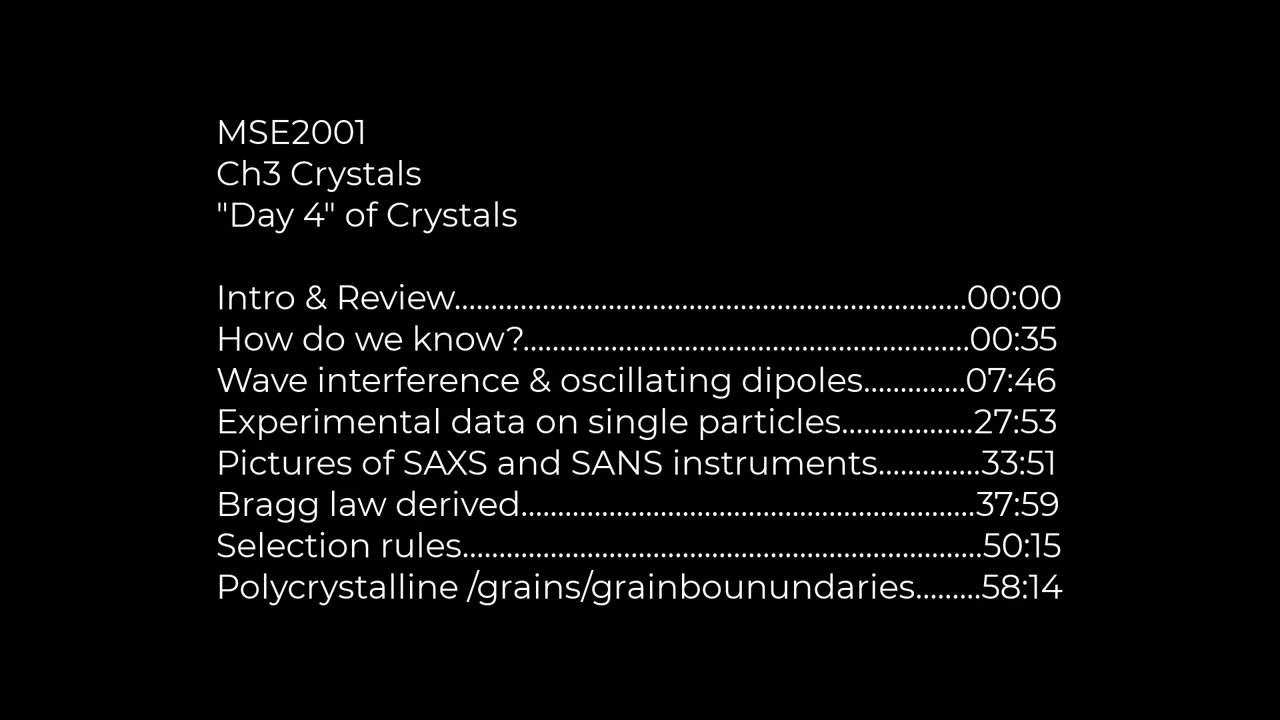 MSE2001
Ch3 Crystals
"Day 4" of Crystals
Intro & Review.......................................................................00:00
How do we know?.............................................................00:35
Wave interference & oscillating dipoles..............07:46
Experimental data on single particles..................27:53
Pictures of SAXS and SANS instruments..............33:51
Bragg law derived..............................................................37:59
Selection rules.......................................................................50:15
Polycrystalline /grains/grainbounundaries.........58:14